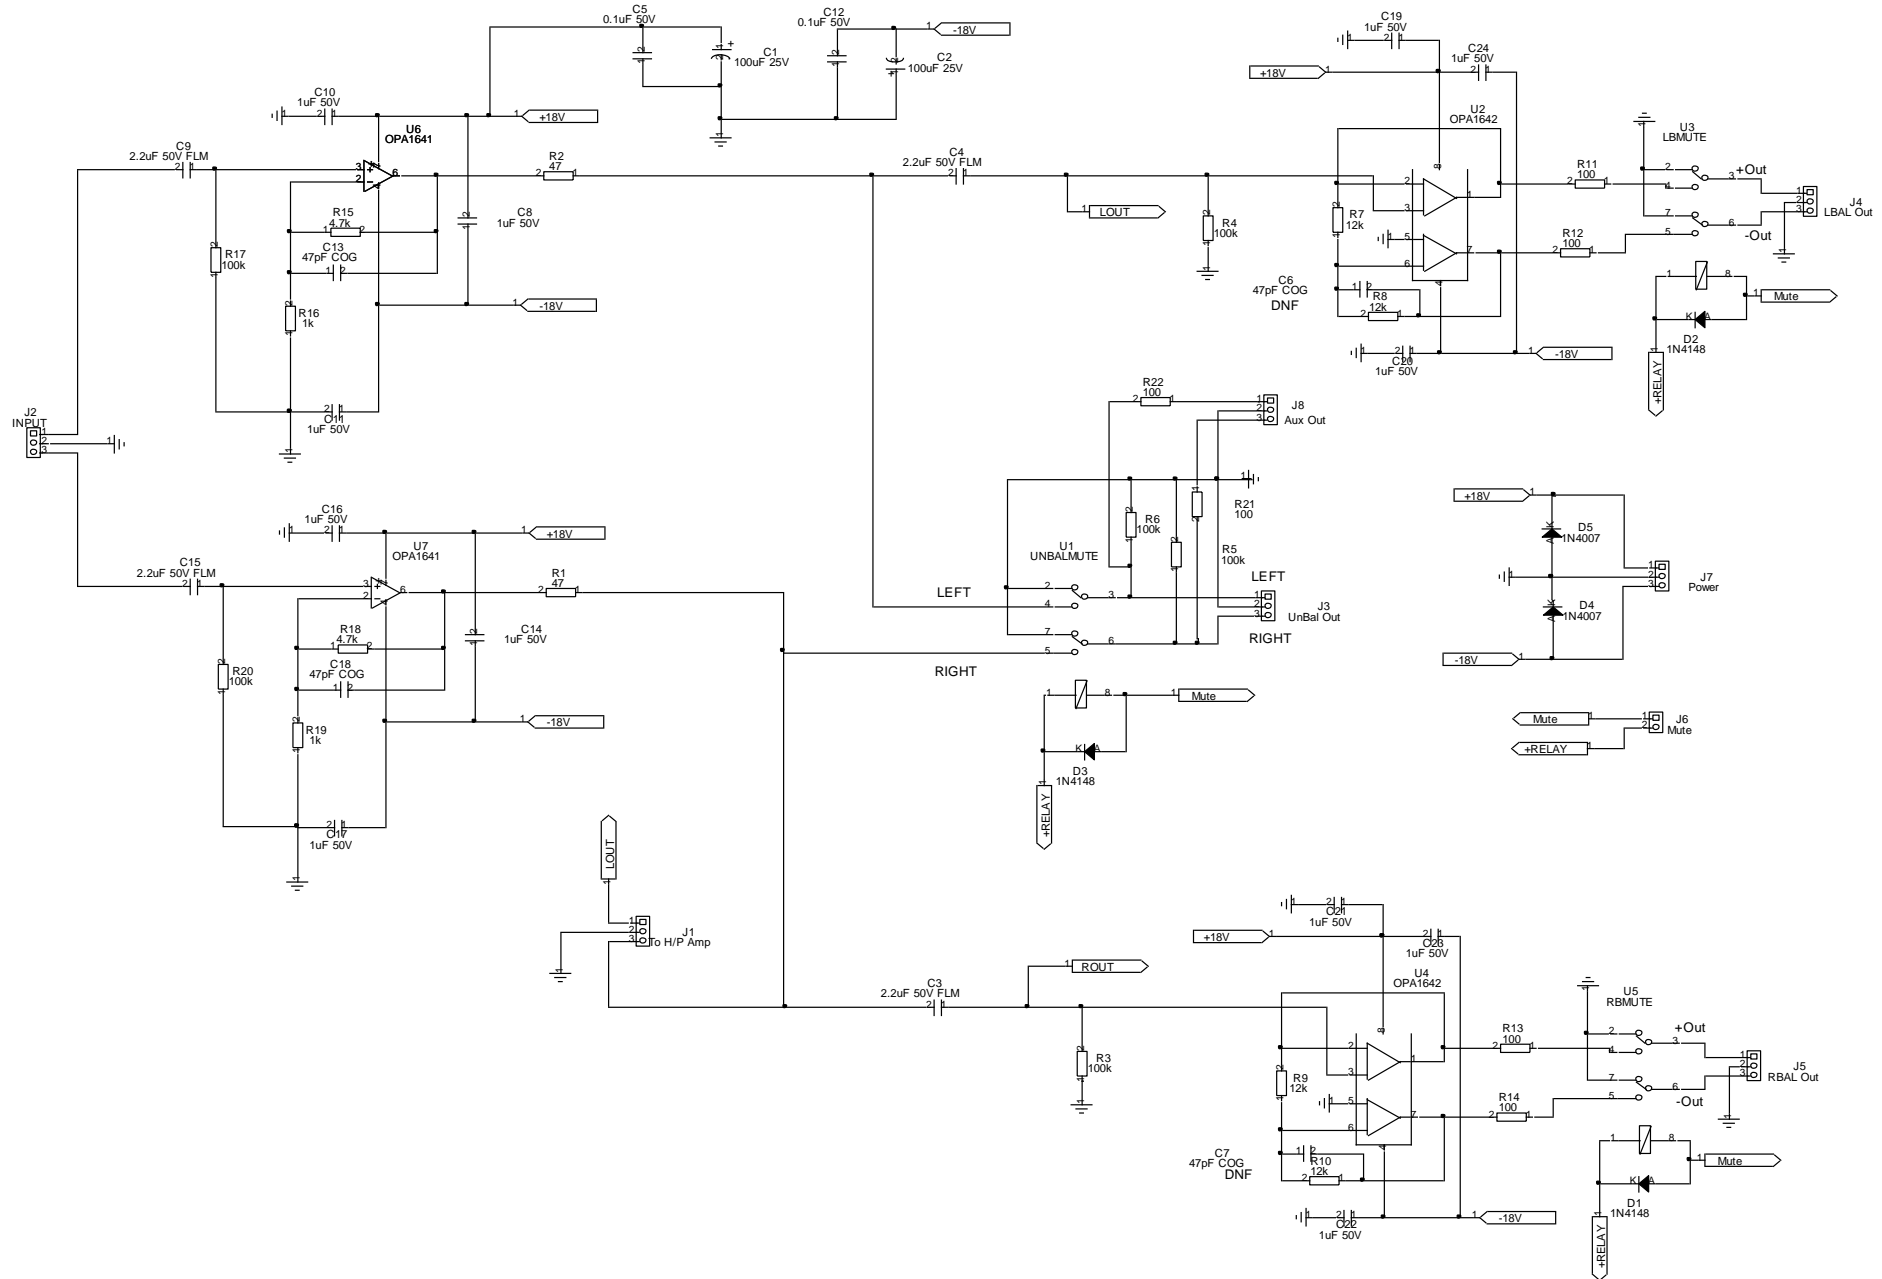 C5
0.1uF 50V
C1
100uF 25V
C12
0.1uF 50V
C2
100uF 25V
-18V
C19
1uF 50V
C24
1uF 50V
+18V
U2
OPA1642
C10
1uF 50V
U6
OPA1641
+18V
C9
2.2uF 50V FLM
R2
47
C4
2.2uF 50V FLM
LOUT
R4
100k
R7
12k
R11
100
R12
100
U3
LBMUTE
+Out
-Out
J4
LBAL Out
R15
4.7k
C13
47pF COG
C8
1uF 50V
R17
100k
R16
1k
-18V
C11
1uF 50V
C6
47pF COG
DNF
R8
12k
C20
1uF 50V
-18V
Mute
D2
1N4148
+RELAY
J2
INPUT
R22
100
J8
Aux Out
C16
1uF 50V
U7
OPA1641
+18V
C15
2.2uF 50V FLM
R1
47
R18
4.7k
C18
47pF COG
C14
1uF 50V
R20
100k
R19
1k
-18V
C17
1uF 50V
R6
100k
R21
100
R5
100k
U1
UNBALMUTE
LEFT
LEFT
J3
UnBal Out
RIGHT
RIGHT
Mute
D3
1N4148
+RELAY
+18V
D5
1N4007
J7
Power
D4
1N4007
-18V
Mute
J6
Mute
+RELAY
LOUT
J1
To H/P Amp
C3
2.2uF 50V FLM
ROUT
R3
100k
C21
1uF 50V
+18V
C23
1uF 50V
U4
OPA1642
R9
12k
R13
100
R14
100
U5
RBMUTE
+Out
-Out
J5
RBAL Out
C7
47pF COG
DNF
R10
12k
C22
1uF 50V
-18V
Mute
D1
1N4148
+RELAY